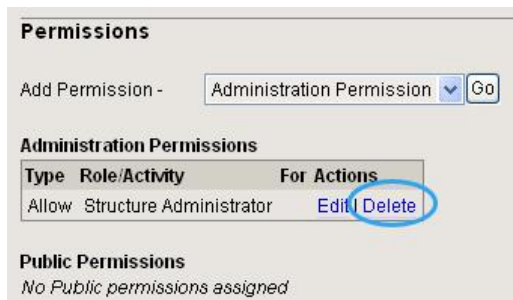 Permissions
Add Permission - Administration Permission Go
Administration Permissions
Type Role/Activity For Actions
Allow Structure Administrator Edit | Delete
Public Permissions
No Public permissions assigned